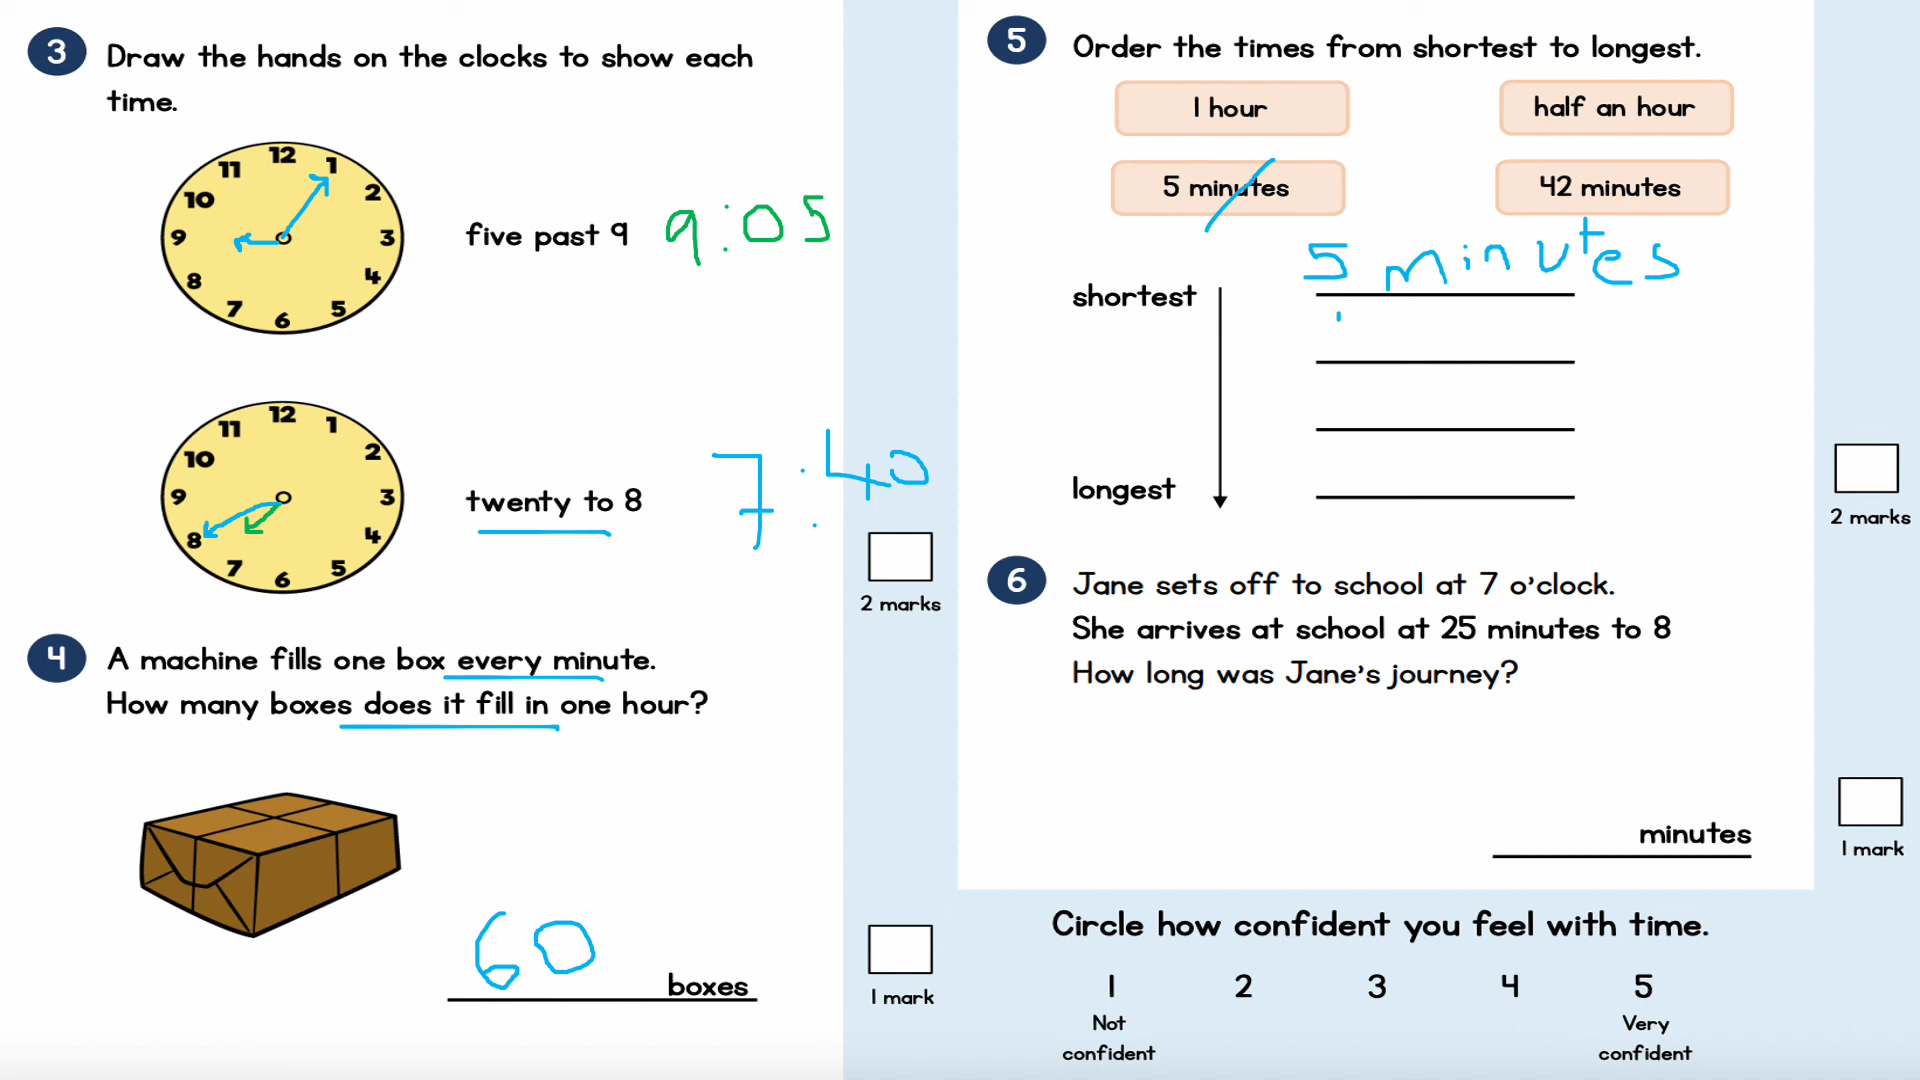 3 Draw the hands on the clocks to show each
time.
12
11 1
10 2
9 3
8 4
7 5
6
five past 9 9:05
12
11 1
10 2
9 3
8 4
7 5
6
twenty to 8 7:40
2 marks
4 A machine fills one box every minute.
How many boxes does it fill in one hour?
60 boxes
1 mark
5 Order the times from shortest to longest.
1 hour half an hour
5 minutes 42 minutes
5 minutes
shortest
longest
2 marks
6 Jane sets off to school at 7 o'clock.
She arrives at school at 25 minutes to 8
How long was Jane's journey?
minutes
1 mark
Circle how confident you feel with time.
1 2 3 4 5
Not Very
confident confident